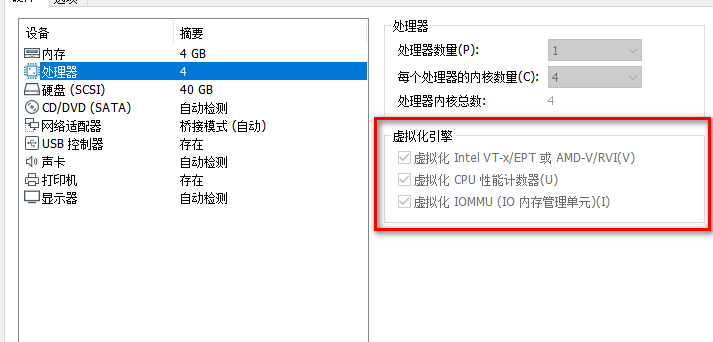 选项
设备 摘要
内存 4 GB
处理器 4
硬盘 (SCSI) 40 GB
CD/DVD (SATA) 自动检测
网络适配器 桥接模式 (自动)
USB 控制器 存在
声卡 自动检测
打印机 存在
显示器 自动检测
处理器
处理器数量(P): 1
每个处理器的内核数量(C): 4
处理器内核总数: 4
虚拟化引擎
虚拟化 Intel VT-x/EPT 或 AMD-V/RVI(V)
虚拟化 CPU 性能计数器(U)
虚拟化 IOMMU (IO 内存管理单元)(I)